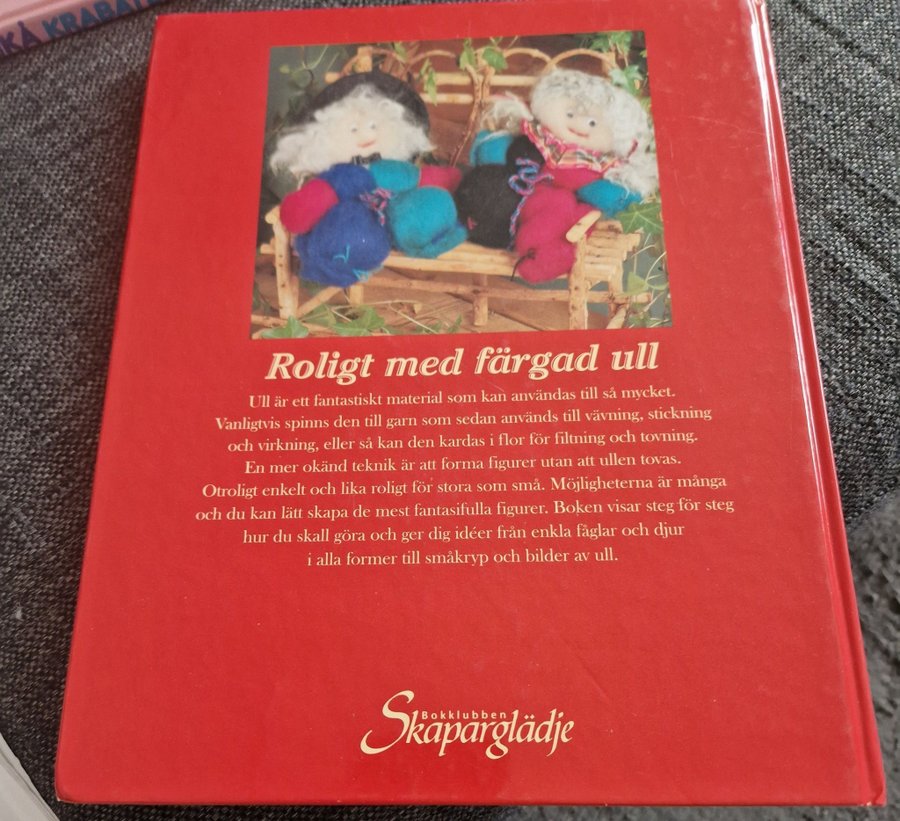 KÅ KRABAT
Roligt med färgad ull
Ull är ett fantastiskt material som kan användas till så mycket.
Vanligtvis spinns den till garn som sedan används till vävning, stickning
och virkning, eller så kan den kardas i flor för filtning och tovning.
En mer okänd teknik är att forma figurer utan att ullen tovas.
Otroligt enkelt och lika roligt för stora som små. Möjligheterna är många
och du kan lätt skapa de mest fantasifulla figurer. Boken visar steg för steg
hur du skall göra och ger dig idéer från enkla fåglar och djur
i alla former till småkryp och bilder av ull.
Bokklubben
Skaparglädje